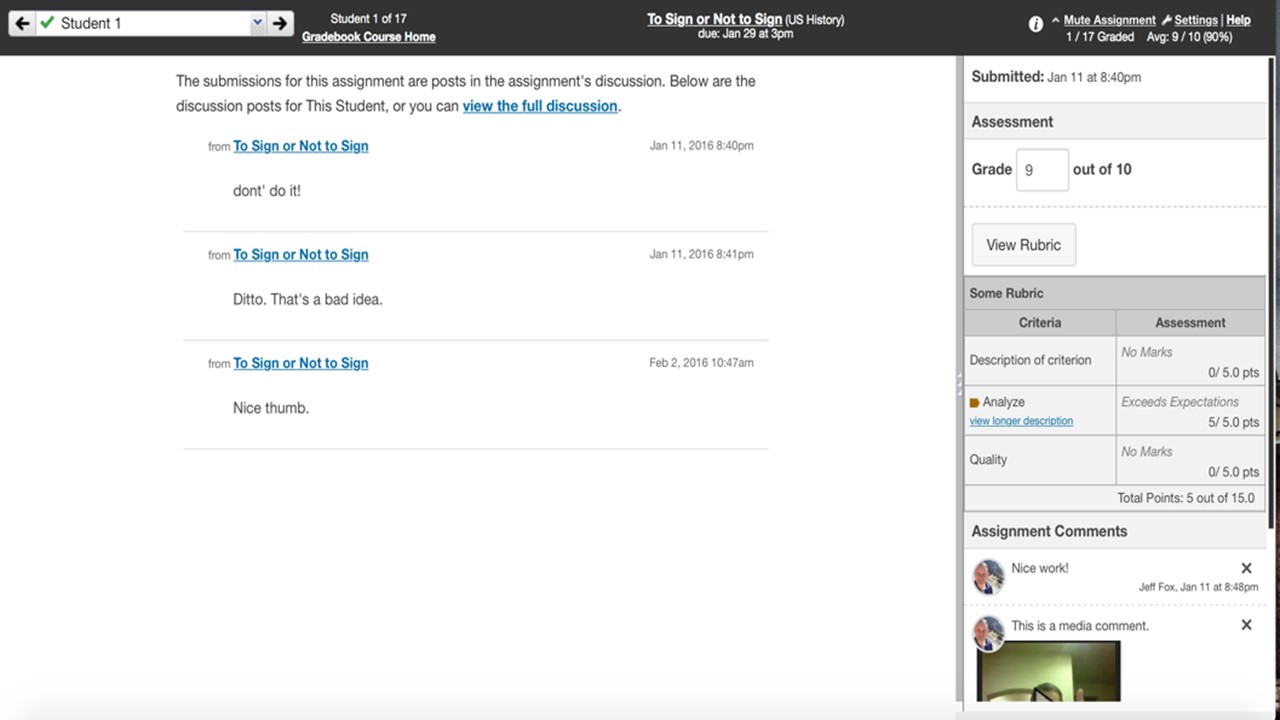 Student 1
Student 1 of 17
Gradebook Course Home
To Sign or Not to Sign (US History)
due: Jan 29 at 3pm
Mute Assignment Settings | Help
1 / 17 Graded Avg: 9 / 10 (90%)
The submissions for this assignment are posts in the assignment's discussion. Below are the
discussion posts for This Student, or you can view the full discussion.
from To Sign or Not to Sign Jan 11, 2016 8:40pm
dont' do it!
from To Sign or Not to Sign Jan 11, 2016 8:41pm
Ditto. That's a bad idea.
from To Sign or Not to Sign Feb 2, 2016 10:47am
Nice thumb.
Submitted: Jan 11 at 8:40pm
Assessment
Grade 9 out of 10
View Rubric
Some Rubric
Criteria Assessment
Description of criterion No Marks
0/ 5.0 pts
Analyze Exceeds Expectations
view longer description 5/ 5.0 pts
Quality No Marks
0/ 5.0 pts
Total Points: 5 out of 15.0
Assignment Comments
Nice work!
Jeff Fox, Jan 11 at 8:48pm
This is a media comment.